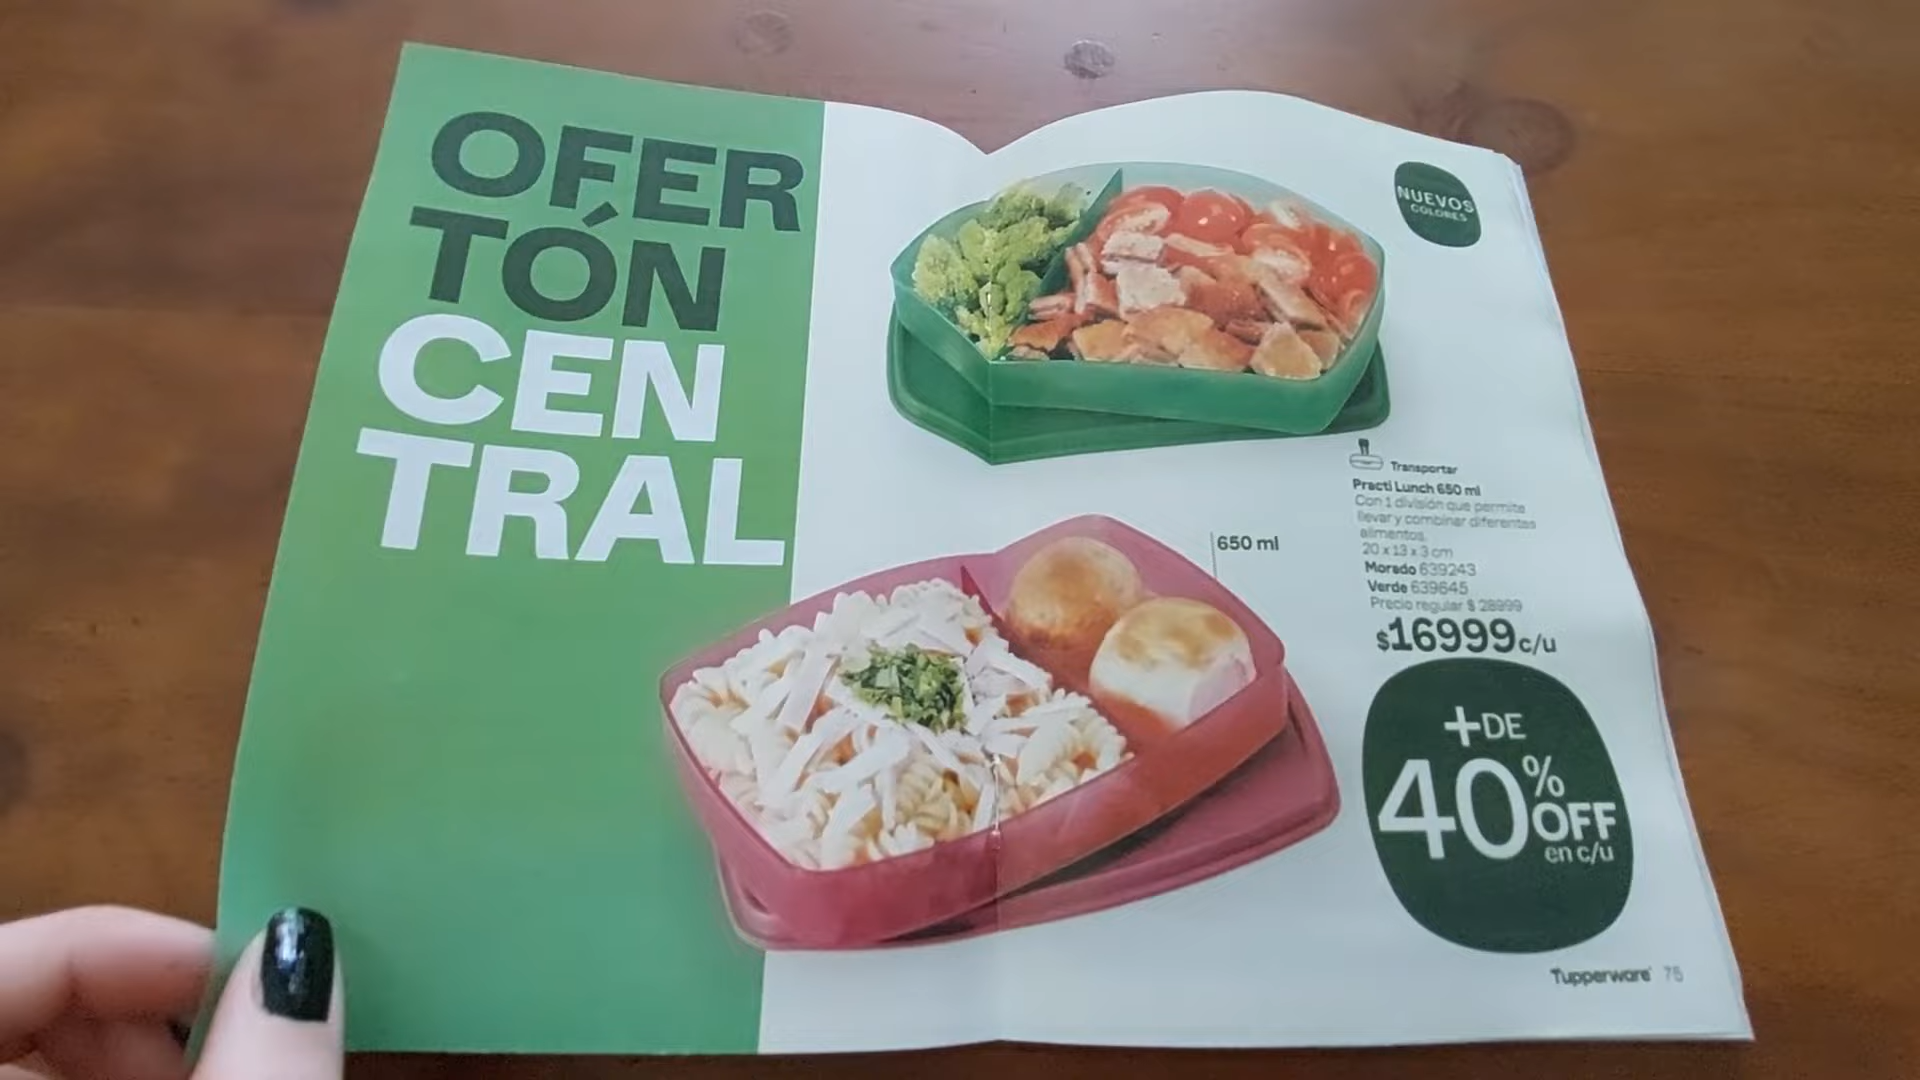 OFER
TÓN
CEN
TRAL
NUEVOS
COLORES
Transportar
Practi Lunch 650 ml
Con 1 división que permite
llevar y combinar diferentes
alimentos.
20 x 13 x 3 cm
Morado 639243
Verde 639645
Precio regular $ 28999
$16999 c/u
650 ml
+DE
40%
OFF
en c/u
Tupperware 75